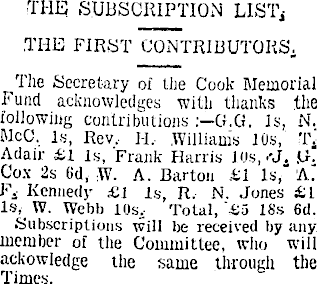 THE SUBSCRIPTION LIST.
THE FIRST CONTRIBUTORS.
The Secretary of the Cook Memorial
Fund acknowledges with thanks the
following contributions :—G.G. 1s, N.
McC. 1s, Rev. H. Williams 10s, T.
Adair £1 1s, Frank Harris 10s, J. G.
Cox 2s 6d, W. A. Barton £1 1s, A.
F. Kennedy £1 1s, R. N. Jones £1
1s, W. Webb 10s. Total, £5 18s 6d.
Subscriptions will be received by any
member of the Committee, who will
ackowledge the same through the
Times.